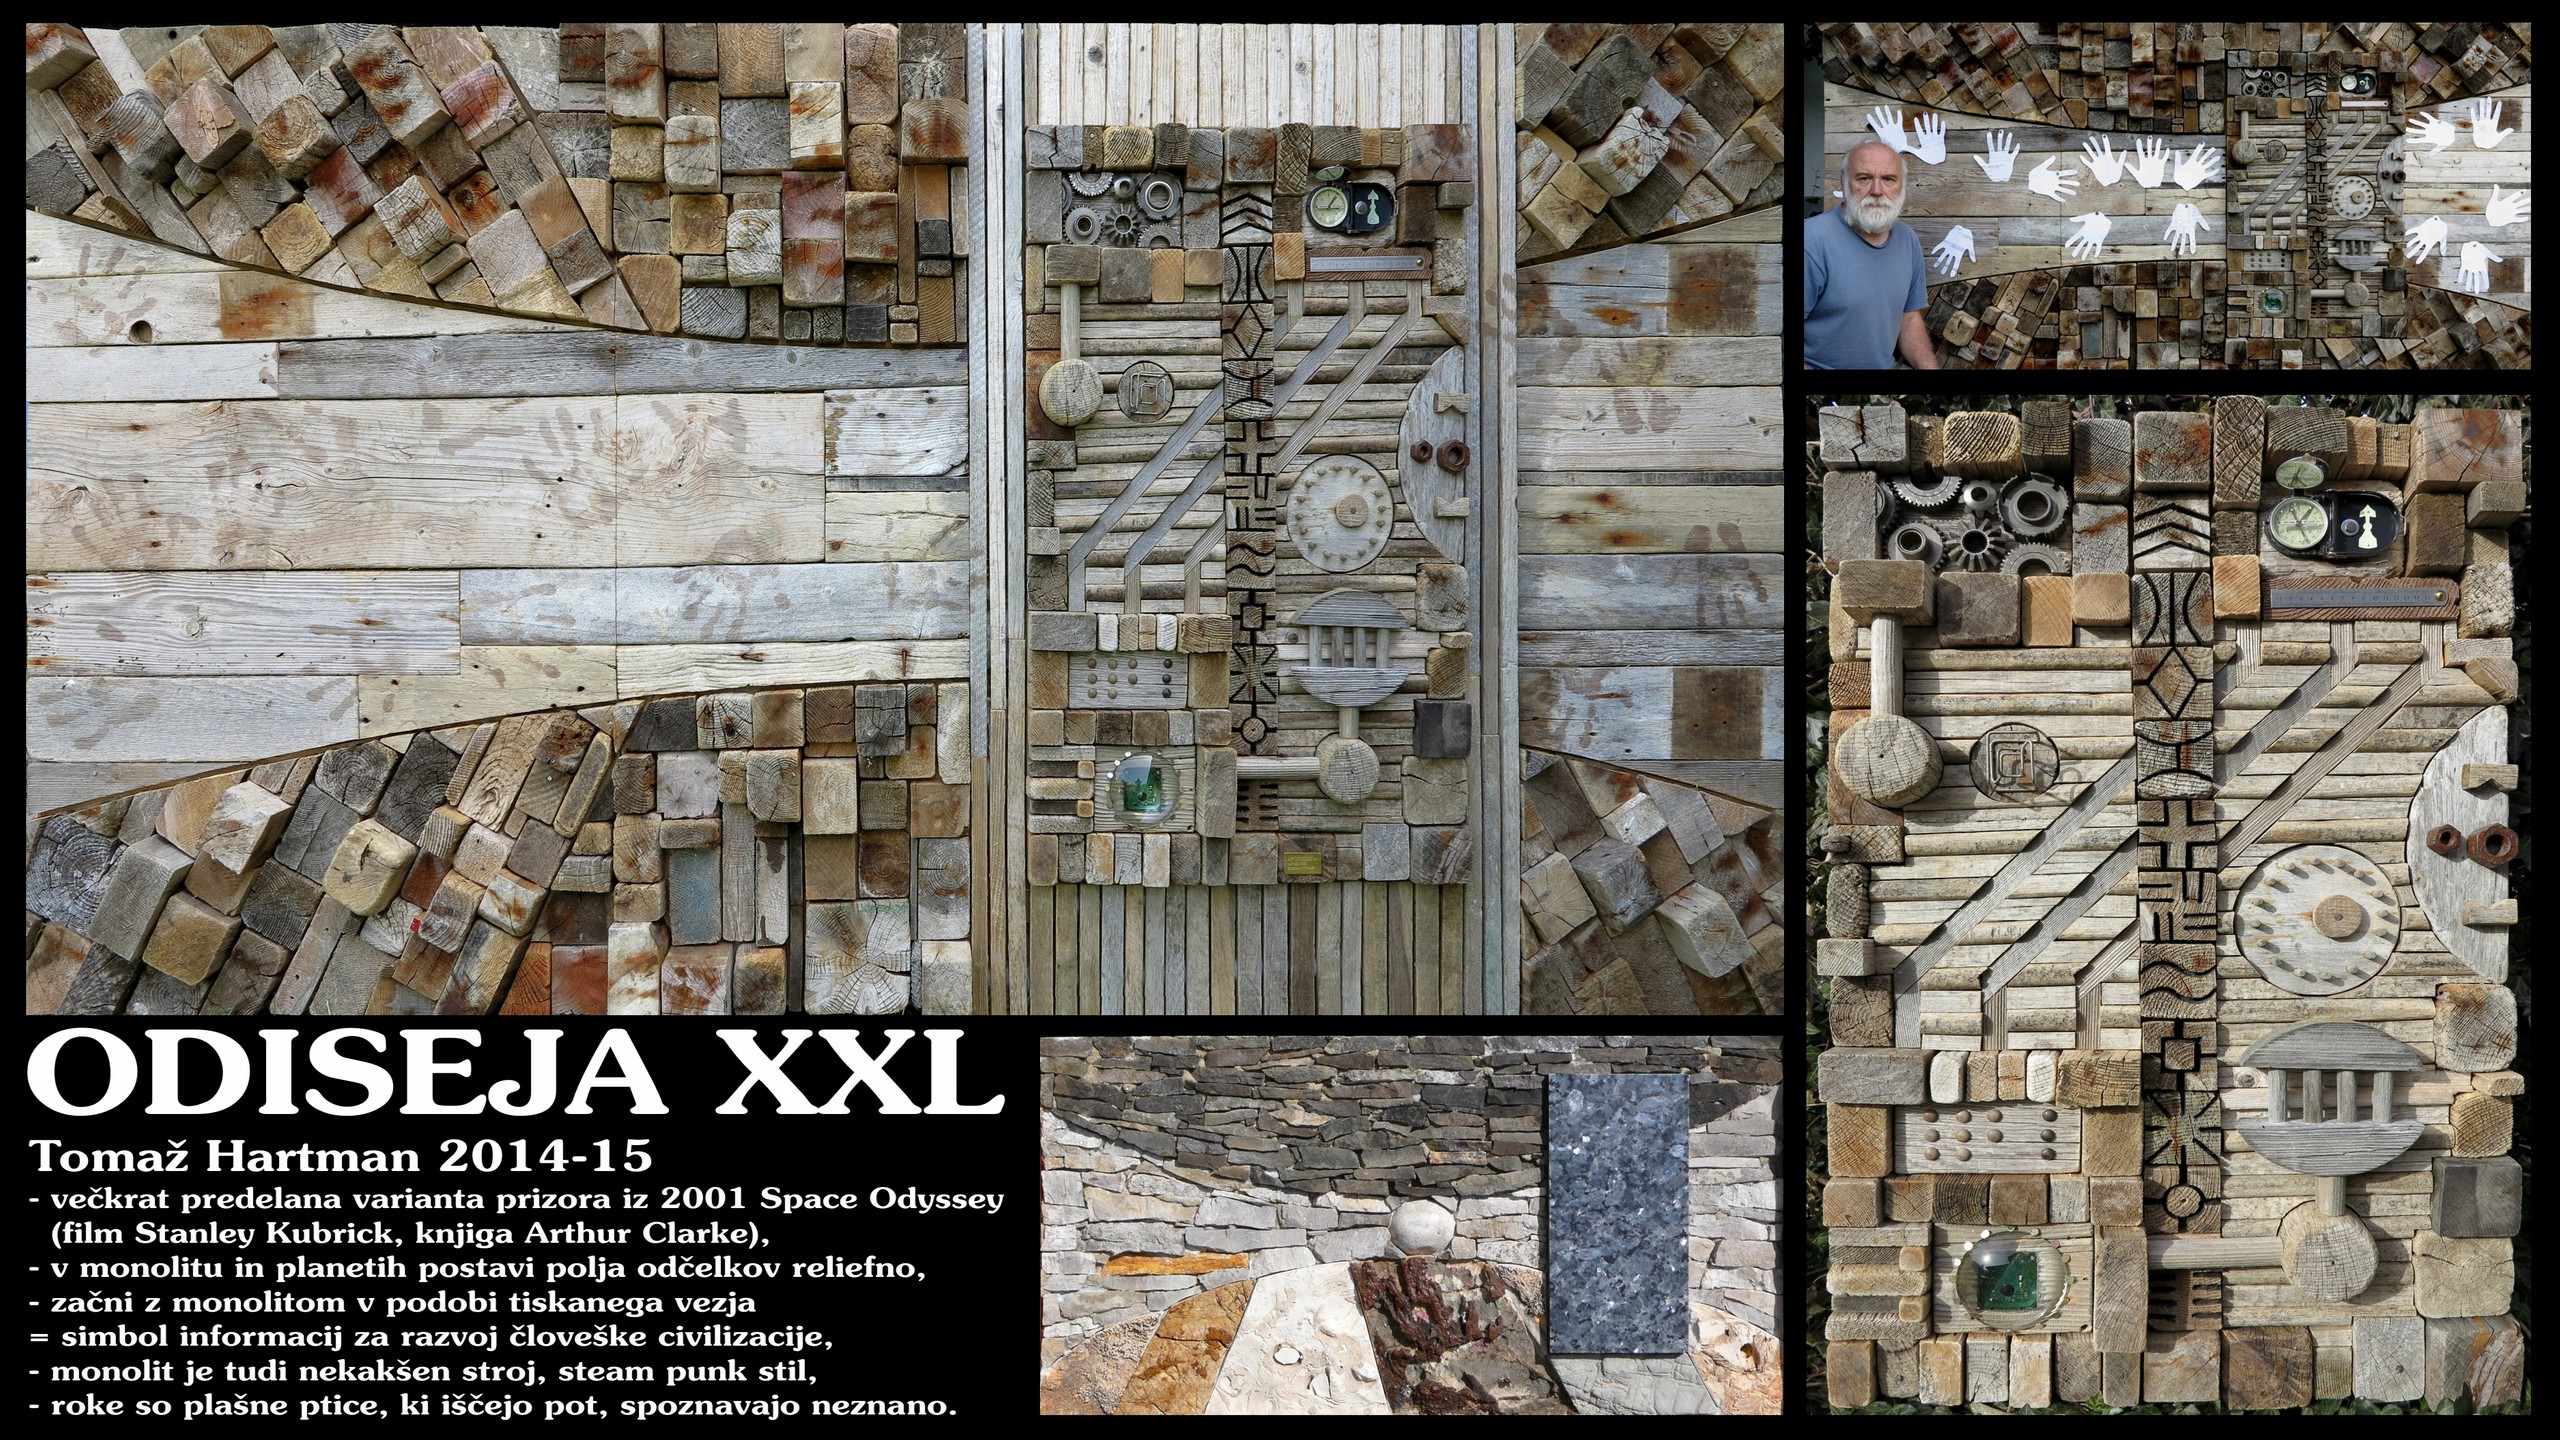 ODISEJA XXL
Tomaž Hartman 2014-15
- večkrat predelana varianta prizora iz 2001 Space Odyssey
(film Stanley Kubrick, knjiga Arthur Clarke),
- v monolitu in planetih postavi polja odčelkov reliefno,
- začni z monolitom v podobi tiskanega vezja
= simbol informacij za razvoj človeške civilizacije,
- monolit je tudi nekakšen stroj, steam punk stil,
- roke so plašne ptice, ki iščejo pot, spoznavajo neznano.